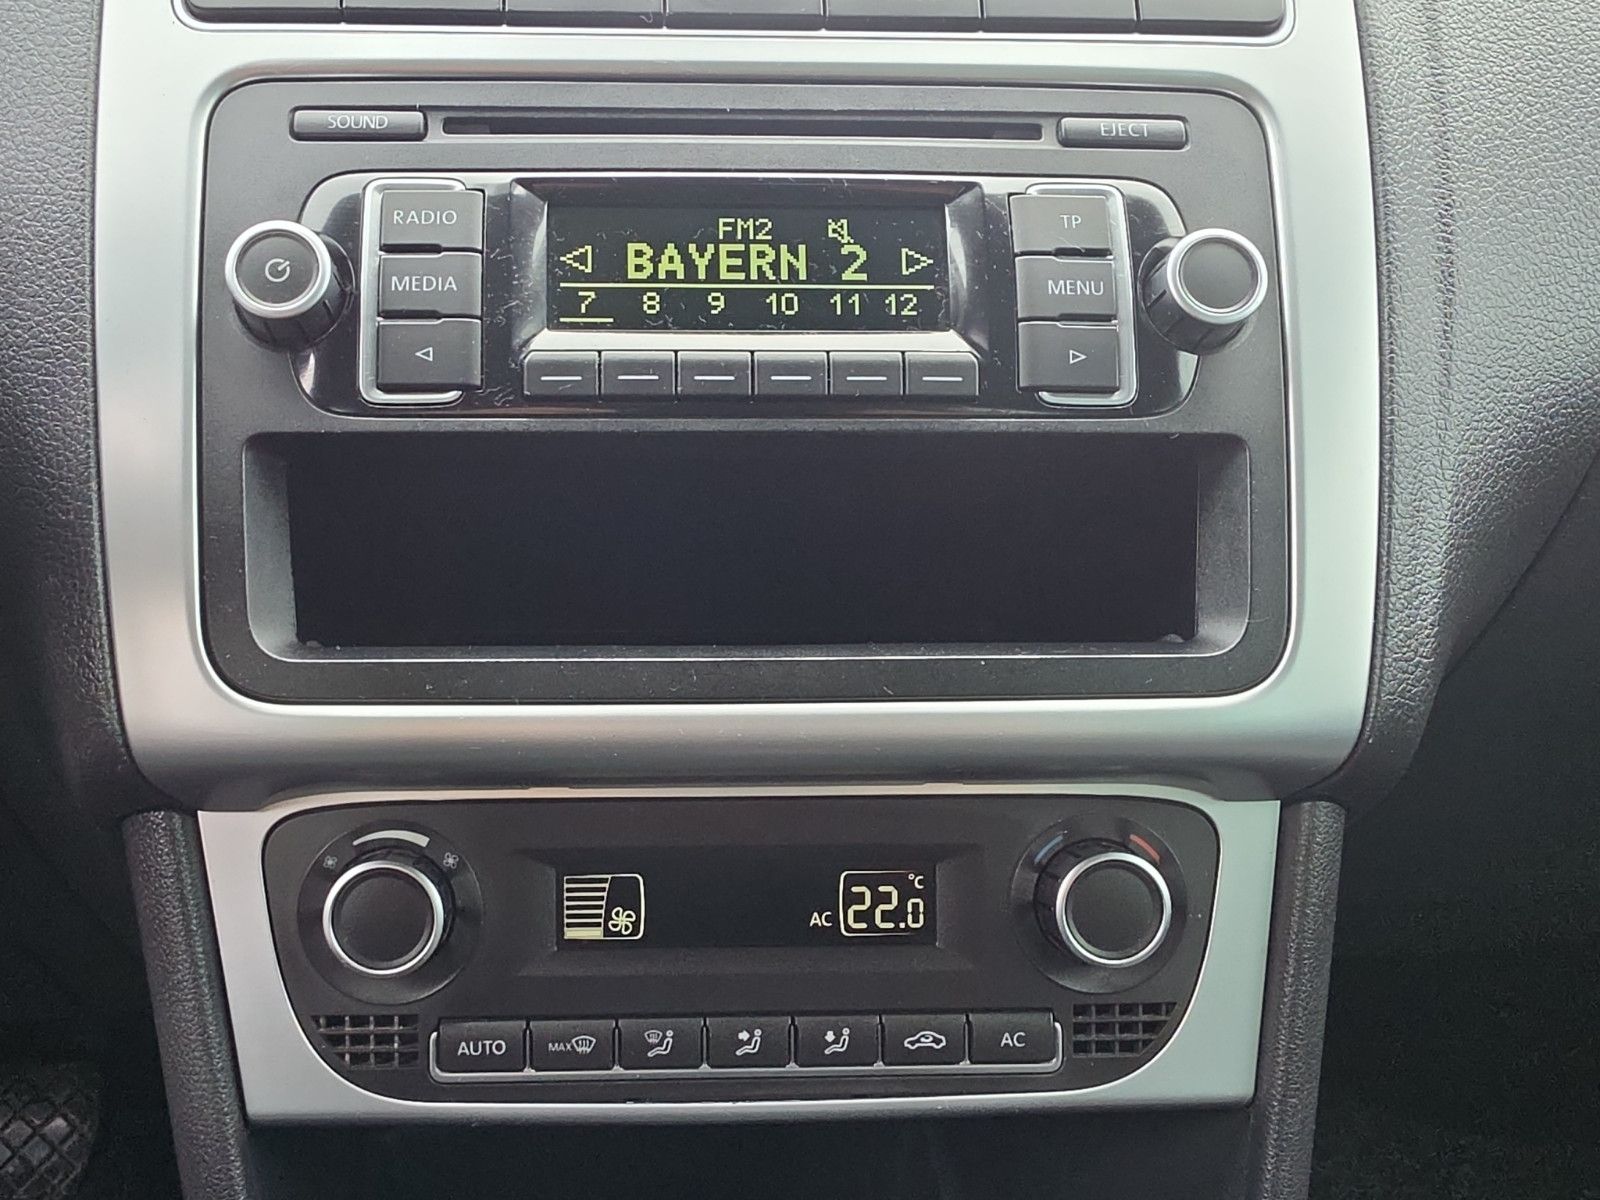 SOUND
EJECT
RADIO
TP
FM2
BAYERN 2
MEDIA
MENU
7 8 9 10 11 12
°C
AC 22.0
AUTO
MAX
AC